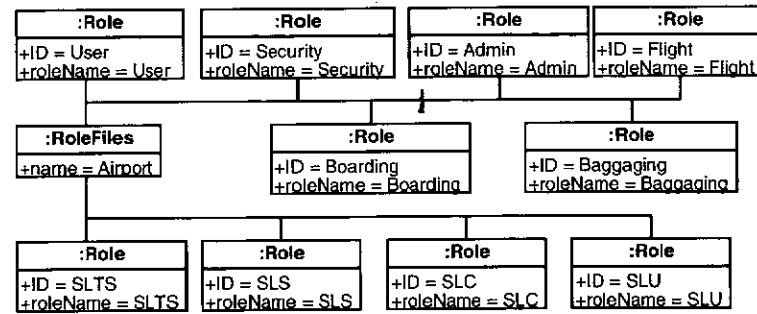 :Role
+ID = User
+roleName = User
:Role
+ID = Security
+roleName = Security
:Role
+ID = Admin
+roleName = Admin
:Role
+ID = Flight
+roleName = Flight
:RoleFiles
+name = Airport
:Role
+ID = Boarding
+roleName = Boarding
:Role
+ID = Baggaging
+roleName = Baggaging
:Role
+ID = SLTS
+roleName = SLTS
:Role
+ID = SLS
+roleName = SLS
:Role
+ID = SLC
+roleName = SLC
:Role
+ID = SLU
+roleName = SLU